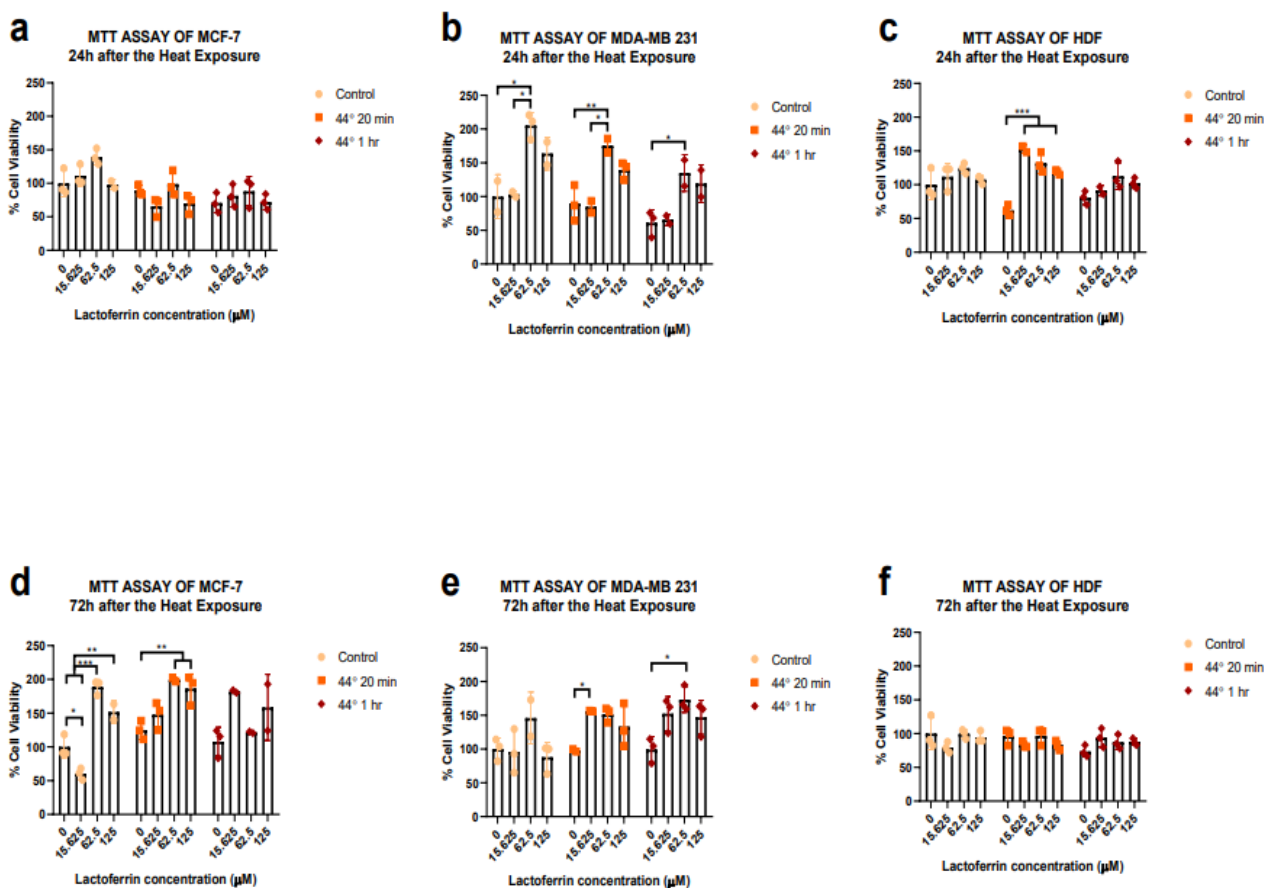 a
MTT ASSAY OF MCF-7
24h after the Heat Exposure
% Cell Viability
250
200
150
100
50
0
0
15.625
62.5
125
0
15.625
62.5
125
0
15.625
62.5
125
Lactoferrin concentration (µM)
Control
44° 20 min
44° 1 hr
b
MTT ASSAY OF MDA-MB 231
24h after the Heat Exposure
% Cell Viability
250
200
150
100
50
0
*
*
**
*
*
0
15.625
62.5
125
0
15.625
62.5
125
0
15.625
62.5
125
Lactoferrin concentration (µM)
Control
44° 20 min
44° 1 hr
c
MTT ASSAY OF HDF
24h after the Heat Exposure
% Cell Viability
250
200
150
100
50
0
***
0
15.625
62.5
125
0
15.625
62.5
125
0
15.625
62.5
125
Lactoferrin concentration (µM)
Control
44° 20 min
44° 1 hr
d
MTT ASSAY OF MCF-7
72h after the Heat Exposure
% Cell Viability
250
200
150
100
50
0
**
***
*
**
0
15.625
62.5
125
0
15.625
62.5
125
0
15.625
62.5
125
Lactoferrin concentration (µM)
Control
44° 20 min
44° 1 hr
e
MTT ASSAY OF MDA-MB 231
72h after the Heat Exposure
% Cell Viability
250
200
150
100
50
0
*
*
0
15.625
62.5
125
0
15.625
62.5
125
0
15.625
62.5
125
Lactoferrin concentration (µM)
Control
44° 20 min
44° 1 hr
f
MTT ASSAY OF HDF
72h after the Heat Exposure
% Cell Viability
250
200
150
100
50
0
0
15.625
62.5
125
0
15.625
62.5
125
0
15.625
62.5
125
Lactoferrin concentration (µM)
Control
44° 20 min
44° 1 hr